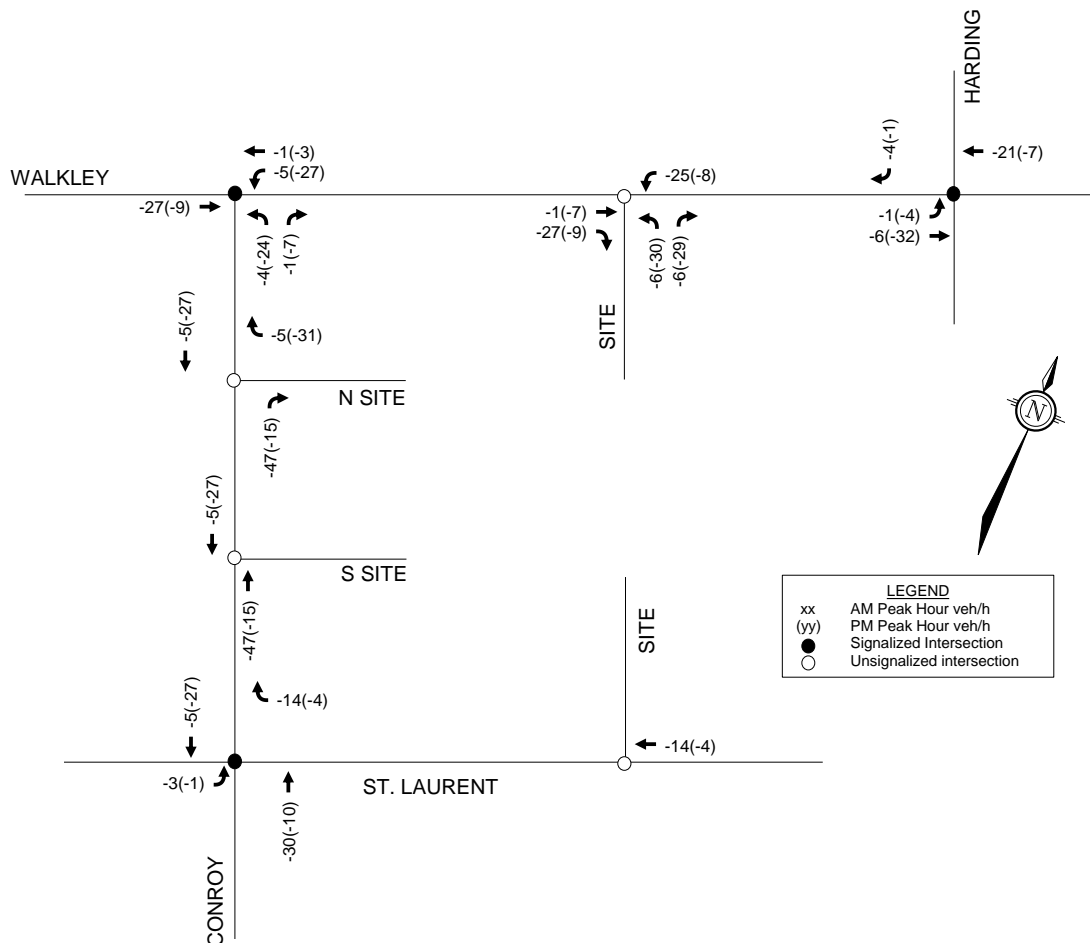 HARDING
-4(-1)
-1(-3)
-21(-7)
-5(-27)
-25(-8)
WALKLEY
-27(-9)
-1(-7)
-1(-4)
-27(-9)
-6(-32)
-4(-24)
-1(-7)
-6(-30)
-6(-29)
-5(-27)
-5(-31)
SITE
N SITE
-47(-15)
N
-5(-27)
S SITE
-47(-15)
SITE
LEGEND
xx AM Peak Hour veh/h
(yy) PM Peak Hour veh/h
Signalized Intersection
Unsignalized intersection
-14(-4)
-5(-27)
-14(-4)
-3(-1)
ST. LAURENT
-30(-10)
CONROY